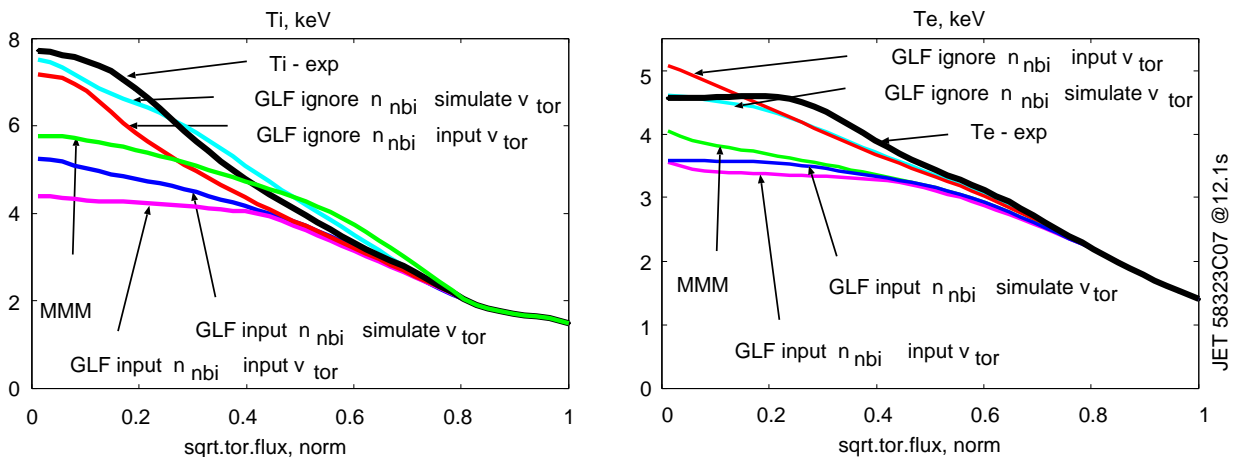 Ti, keV
8
6
4
2
0
Ti - exp
GLF ignore n nbi simulate v tor
GLF ignore n nbi input v tor
MMM
GLF input n nbi simulate v tor
GLF input n nbi input v tor
0 0.2 0.4 0.6 0.8 1
sqrt.tor.flux, norm
Te, keV
5
4
3
2
1
0
GLF ignore n nbi input v tor
GLF ignore n nbi simulate v tor
Te - exp
MMM
GLF input n nbi simulate v tor
GLF input n nbi input v tor
0 0.2 0.4 0.6 0.8 1
sqrt.tor.flux, norm
JET 58323C07 @12.1s